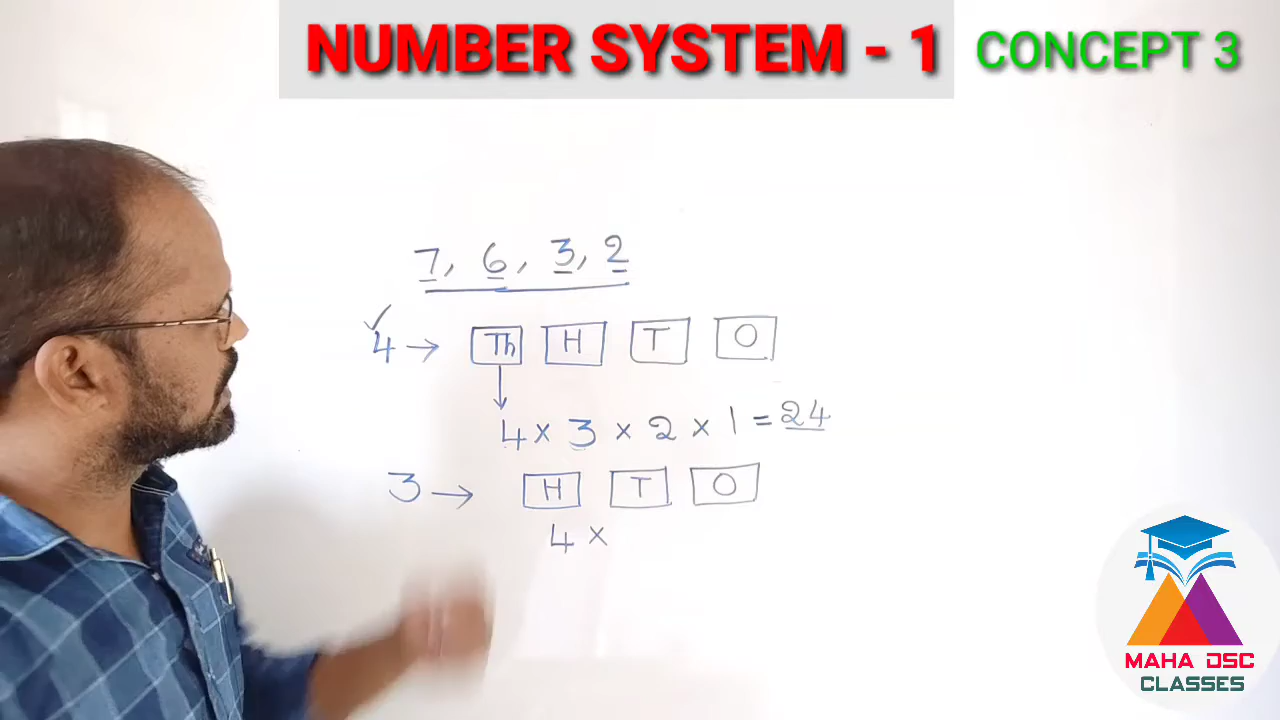 NUMBER SYSTEM - 1 CONCEPT 3
7, 6, 3, 2
4 → Th H T O
4 × 3 × 2 × 1 = 24
3 → H T O
4 ×
MAHA DSC
CLASSES